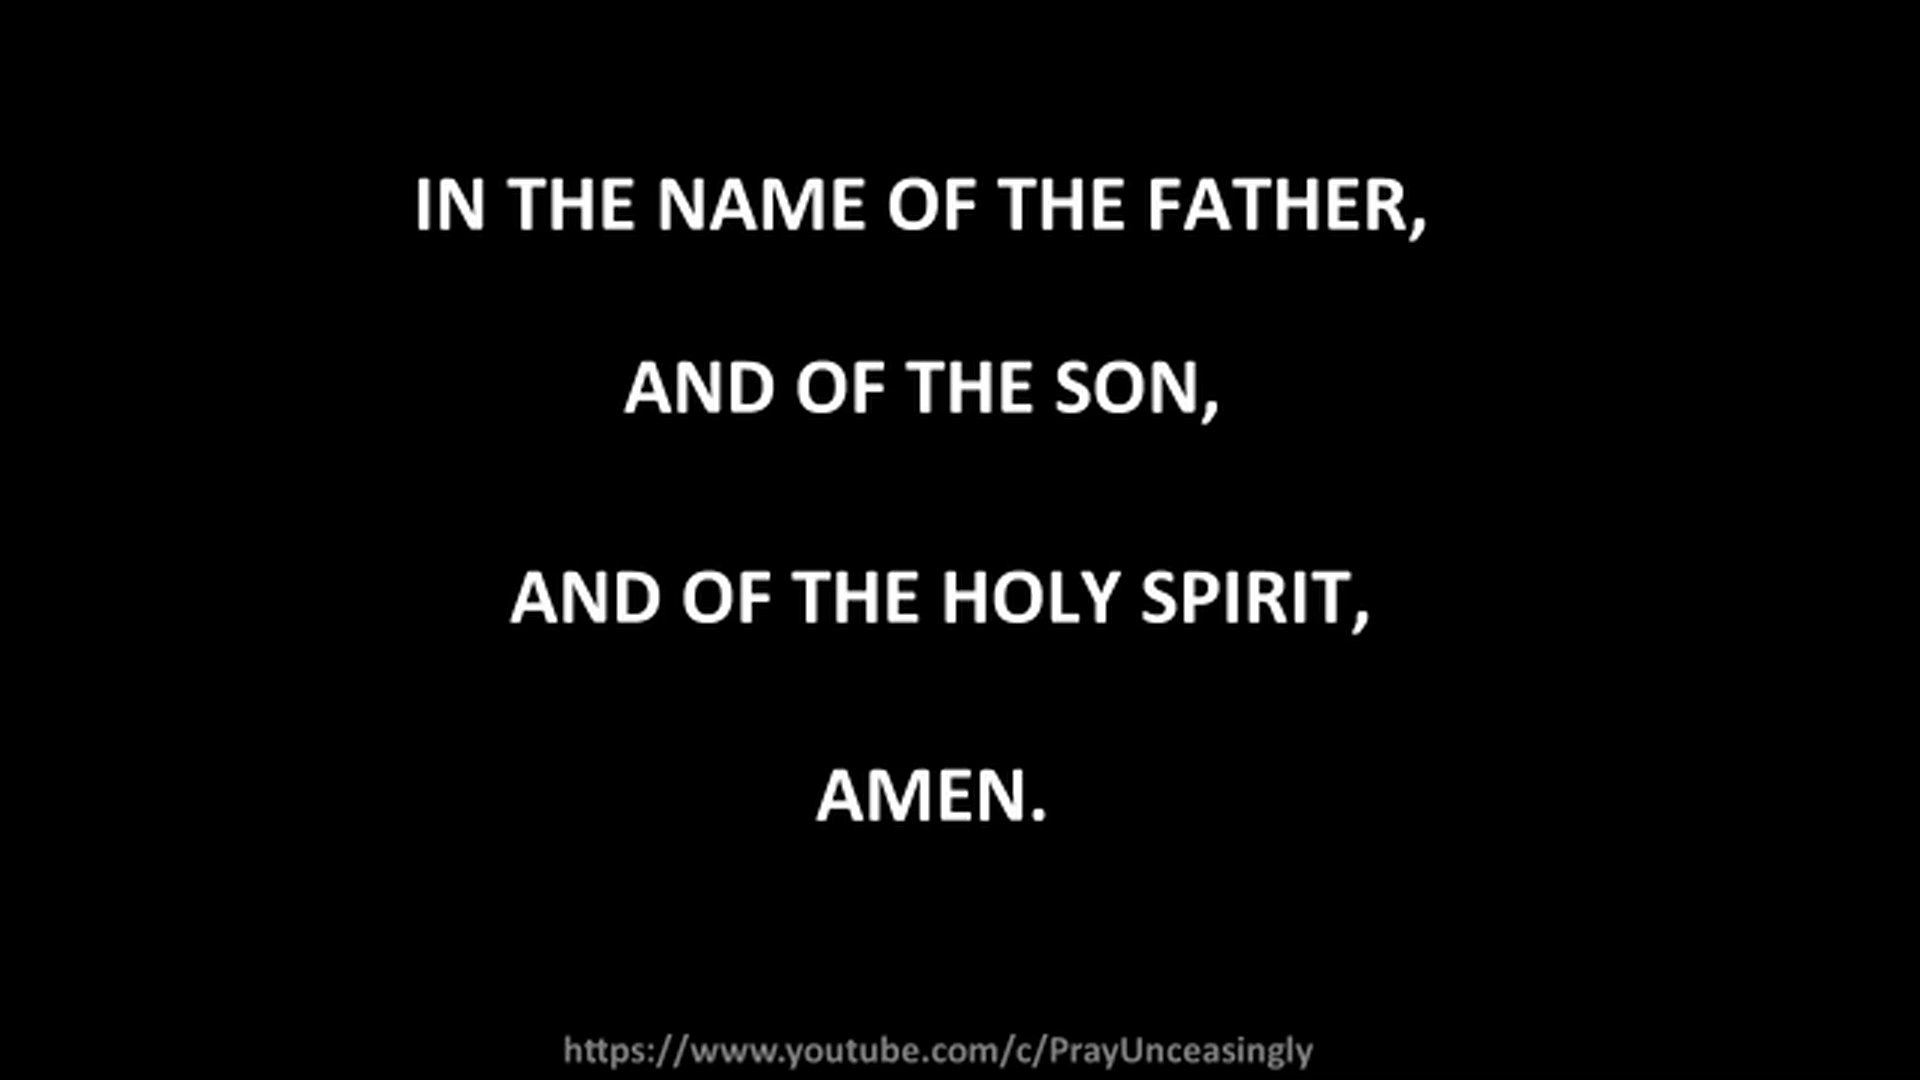 IN THE NAME OF THE FATHER,
AND OF THE SON,
AND OF THE HOLY SPIRIT,
AMEN.
https://www.youtube.com/c/PrayUnceasingly